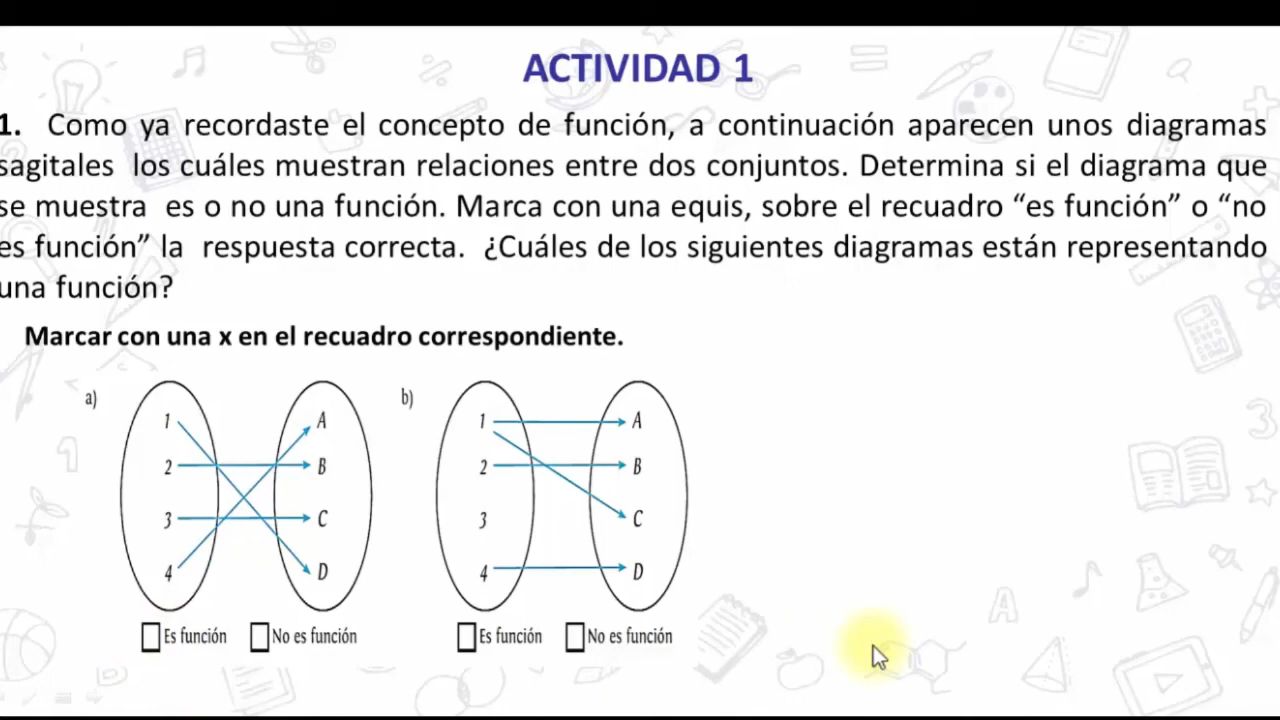 ACTIVIDAD 1
1. Como ya recordaste el concepto de función, a continuación aparecen unos diagramas
sagitales los cuáles muestran relaciones entre dos conjuntos. Determina si el diagrama que
se muestra es o no una función. Marca con una equis, sobre el recuadro “es función” o “no
es función” la respuesta correcta. ¿Cuáles de los siguientes diagramas están representando
una función?
Marcar con una x en el recuadro correspondiente.
a)
1 A
2 B
3 C
4 D
Es función No es función
b)
1 A
2 B
3 C
4 D
Es función No es función